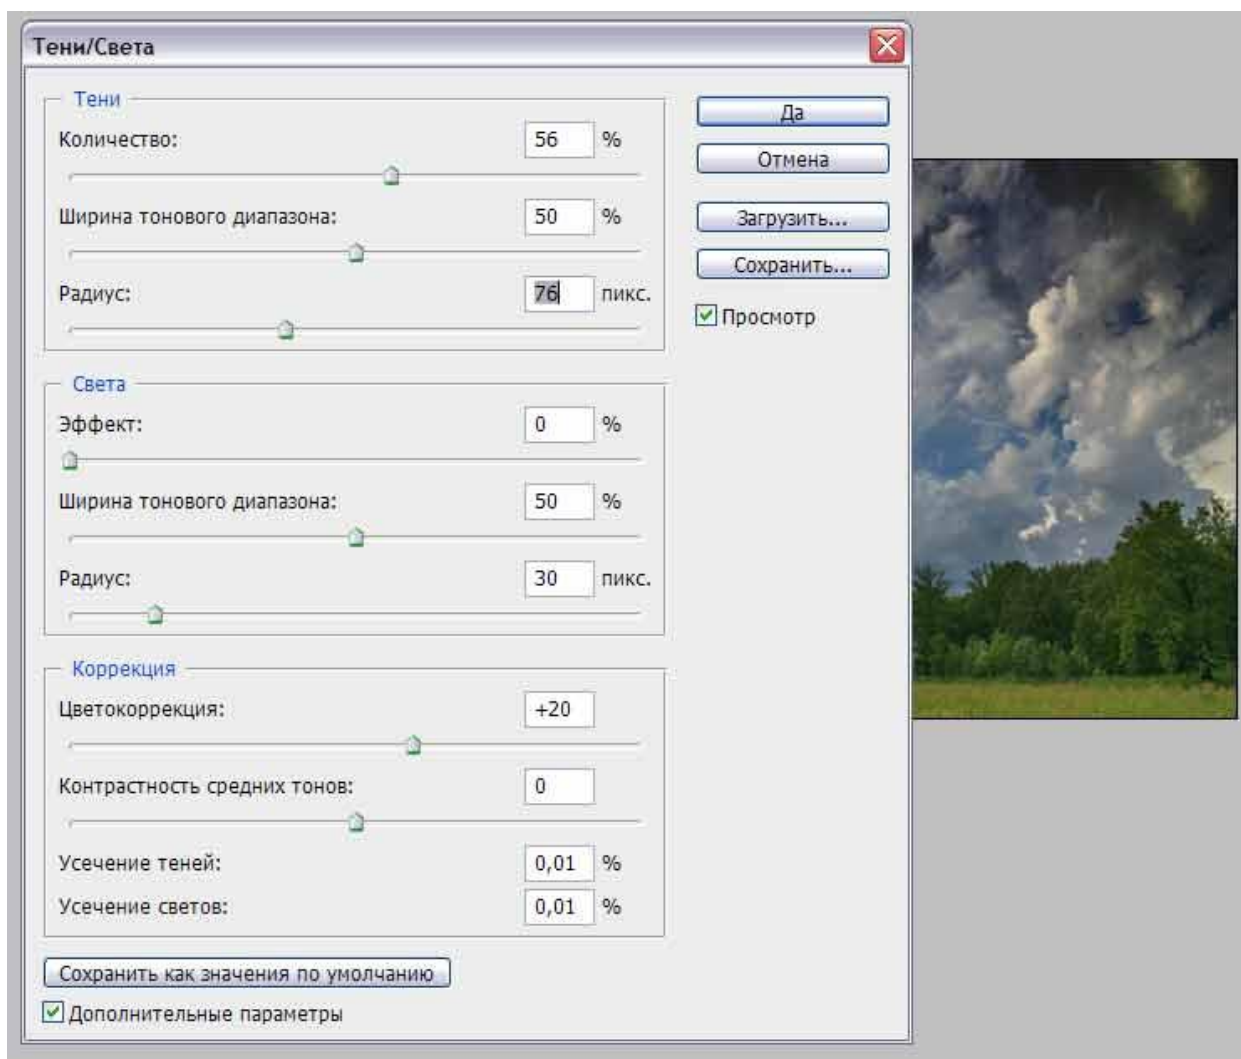 Тени/Света
Тени
Количество: 56 %
Ширина тонового диапазона: 50 %
Радиус: 76 пикс.
Света
Эффект: 0 %
Ширина тонового диапазона: 50 %
Радиус: 30 пикс.
Коррекция
Цветокоррекция: +20
Контрастность средних тонов: 0
Усечение теней: 0,01 %
Усечение светов: 0,01 %
Сохранить как значения по умолчанию
Дополнительные параметры
Да
Отмена
Загрузить...
Сохранить...
Просмотр